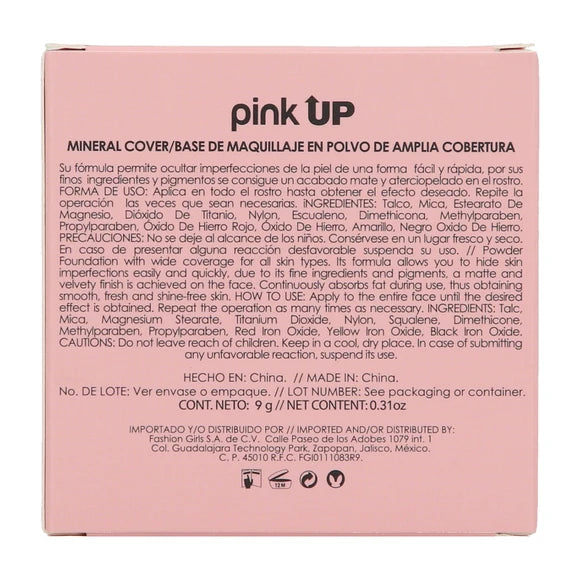 pink UP
MINERAL COVER/BASE DE MAQUILLAJE EN POLVO DE AMPLIA COBERTURA
Su fórmula permite ocultar imperfecciones de la piel de una forma fácil y rápida, por sus
finos ingredientes y pigmentos se consigue un acabado mate y aterciopelado en el rostro.
FORMA DE USO: Aplica en todo el rostro hasta obtener el efecto deseado. Repite la
operación las veces que sean necesarias. INGREDIENTES: Talco, Mica, Estearato De
Magnesio, Dióxido De Titanio, Nylon, Escualeno, Dimethicona, Methylparaben,
Propylparaben, Óxido De Hierro Rojo, Óxido De Hierro, Amarillo, Negro Oxido De Hierro.
PRECAUCIONES: No se deje al alcance de los niños. Consérvese en un lugar fresco y seco.
En caso de presentar alguna reacción desfavorable suspenda su uso. // Powder
Foundation with wide coverage for all skin types. Its formula allows you to hide skin
imperfections easily and quickly, due to its fine ingredients and pigments, a matte and
velvety finish is achieved on the face. Continuously absorbs fat during use, thus obtaining
smooth, fresh and shine-free skin. HOW TO USE: Apply to the entire face until the desired
effect is obtained. Repeat the operation as many times as necessary. INGREDIENTS: Talc,
Mica, Magnesium Stearate, Titanium Dioxide, Nylon, Squalene, Dimethicone,
Methylparaben, Propylparaben, Red Iron Oxide, Yellow Iron Oxide, Black Iron Oxide.
CAUTIONS: Do not leave reach of children. Keep in a cool, dry place. In case of submitting
any unfavorable reaction, suspend its use.
HECHO EN: China. // MADE IN: China.
No. DE LOTE: Ver envase o empaque. // LOT NUMBER: See packaging or container.
CONT. NETO: 9 g // NET CONTENT: 0.31oz
IMPORTADO Y/O DISTRIBUIDO POR // IMPORTED AND/OR DISTRIBUTED BY:
Fashion Girls S.A. de C.V. Calle Paseo de los Adobes 1079 int. 1
Col. Guadalajara Technology Park, Zapopan, Jalisco, México.
C. P. 45010 R.F.C. FGI0111083R9.
12 M